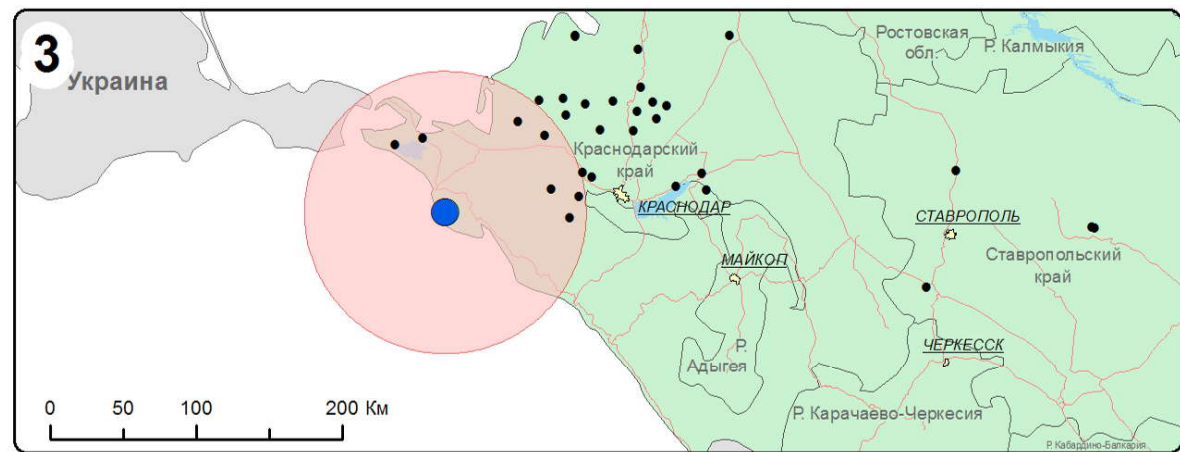 3
Украина
Ростовская
обл.
Р. Калмыкия
Краснодарский
край
КРАСНОДАР
СТАВРОПОЛЬ
Ставропольский
край
МАЙКОП
Р.
Адыгея
ЧЕРКЕССК
Р. Карачаево-Черкесия
0 50 100 200 Км
Р. Кабардино-Балкария